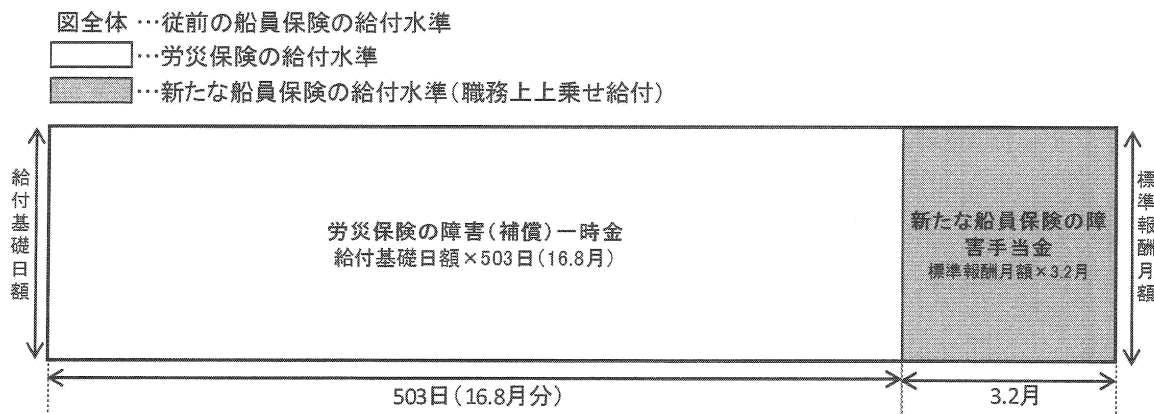 図全体 …従前の船員保険の給付水準
…労災保険の給付水準
…新たな船員保険の給付水準(職務上上乗せ給付)
給付基礎日額
労災保険の障害(補償)一時金
給付基礎日額×503日(16.8月)
新たな船員保険の障
害手当金
標準報酬月額×3.2月
標準報酬月額
503日(16.8月分)
3.2月